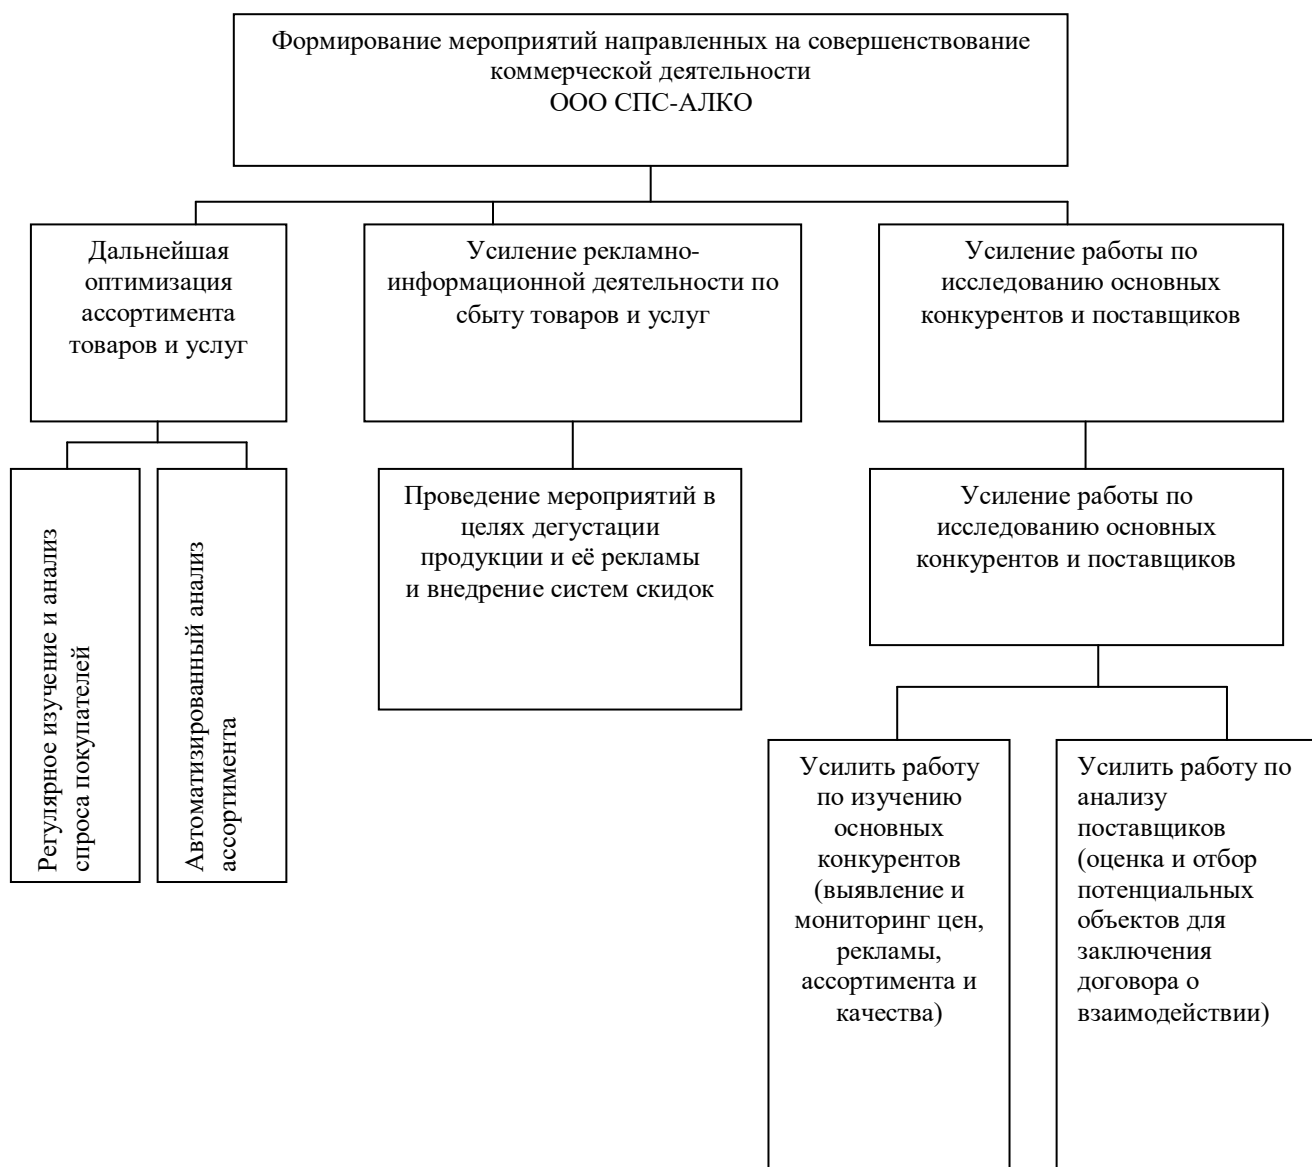 Формирование мероприятий направленных на совершенствование
коммерческой деятельности
ООО СПС-АЛКО
Дальнейшая
оптимизация
ассортимента
товаров и услуг
Усиление рекламно-
информационной деятельности по
сбыту товаров и услуг
Усиление работы по
исследованию основных
конкурентов и поставщиков
Регулярное изучение и анализ
спроса покупателей
Автоматизированный анализ
ассортимента
Проведение мероприятий в
целях дегустации
продукции и её рекламы
и внедрение систем скидок
Усиление работы по
исследованию основных
конкурентов и поставщиков
Усилить работу
по изучению
основных
конкурентов
(выявление и
мониторинг цен,
рекламы,
ассортимента и
качества)
Усилить работу по
анализу
поставщиков
(оценка и отбор
потенциальных
объектов для
заключения
договора о
взаимодействии)